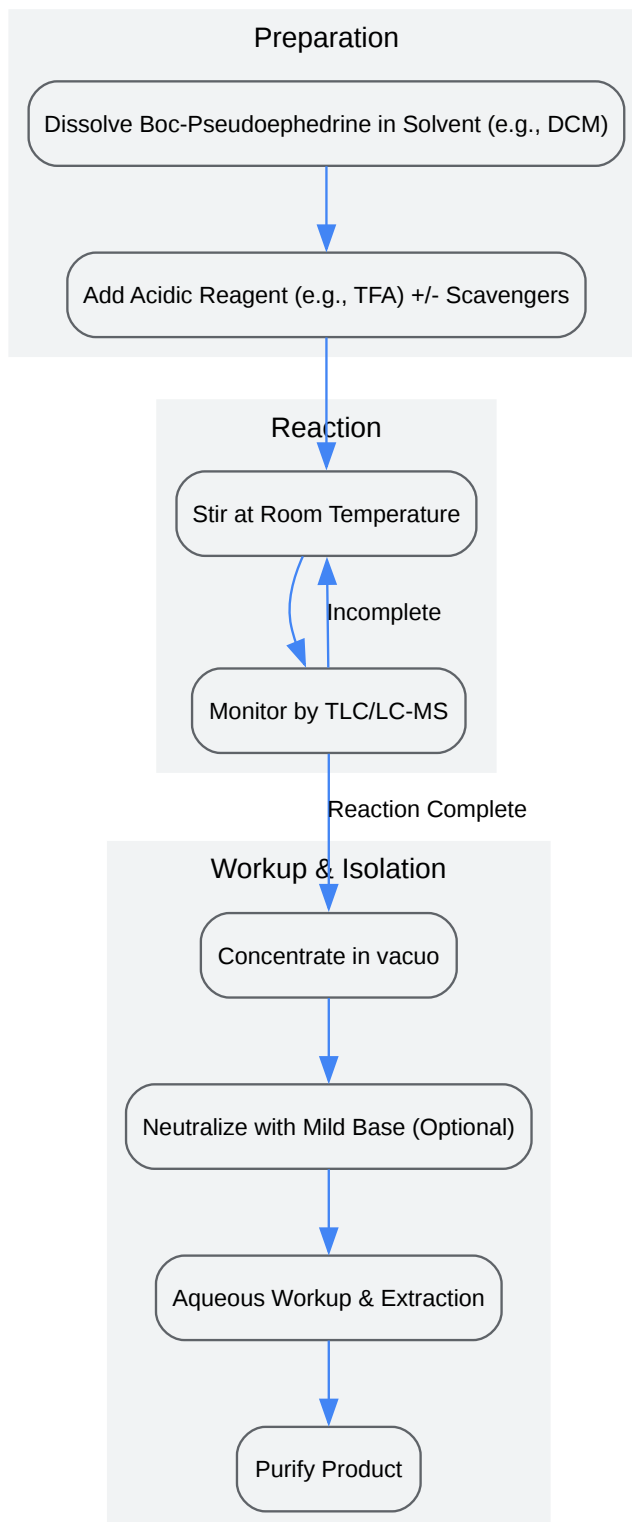 Preparation
Dissolve Boc-Pseudoephedrine in Solvent (e.g., DCM)
Add Acidic Reagent (e.g., TFA) +/- Scavengers
Reaction
Stir at Room Temperature
Incomplete
Monitor by TLC/LC-MS
Reaction Complete
Workup & Isolation
Concentrate in vacuo
Neutralize with Mild Base (Optional)
Aqueous Workup & Extraction
Purify Product